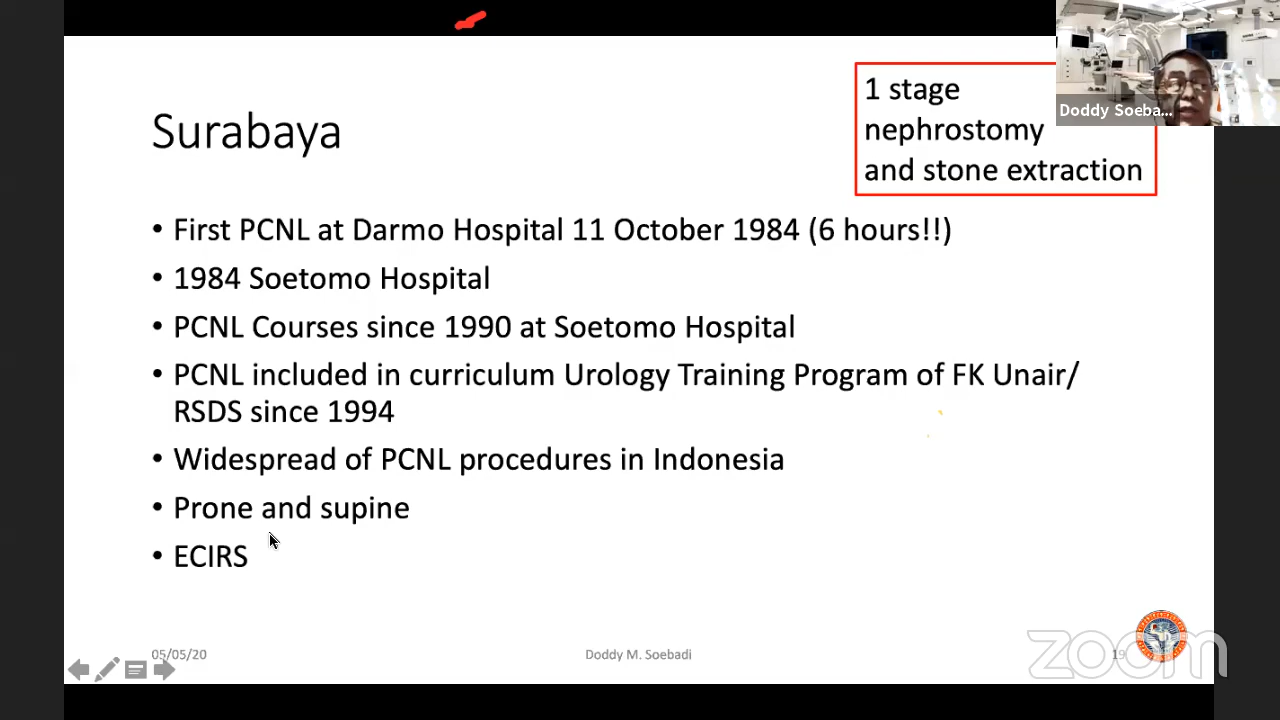 1 stage
nephrostomy
and stone extraction
Doddy Soeba...
Surabaya
• First PCNL at Darmo Hospital 11 October 1984 (6 hours!!)
• 1984 Soetomo Hospital
• PCNL Courses since 1990 at Soetomo Hospital
• PCNL included in curriculum Urology Training Program of FK Unair/
RSDS since 1994
• Widespread of PCNL procedures in Indonesia
• Prone and supine
• ECIRS
05/05/20
Doddy M. Soebadi
19
zoom